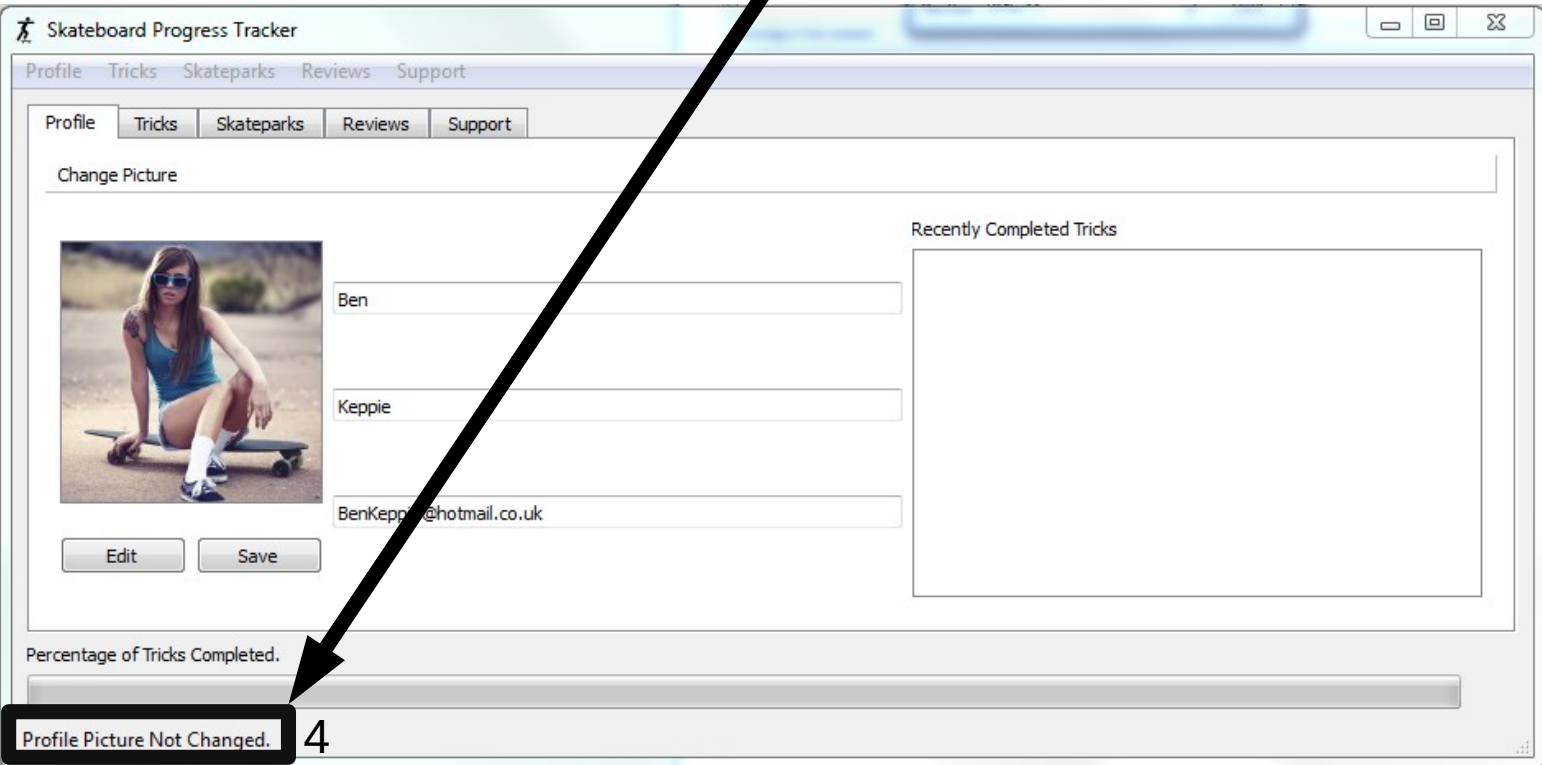 Skateboard Progress Tracker
Profile Tricks Skateparks Reviews Support
Profile Tricks Skateparks Reviews Support
Change Picture
Recently Completed Tricks
Ben
Keppie
@hotmail.co.uk
Edit Save
Percentage of Tricks Completed.
Profile Picture Not Changed. 4